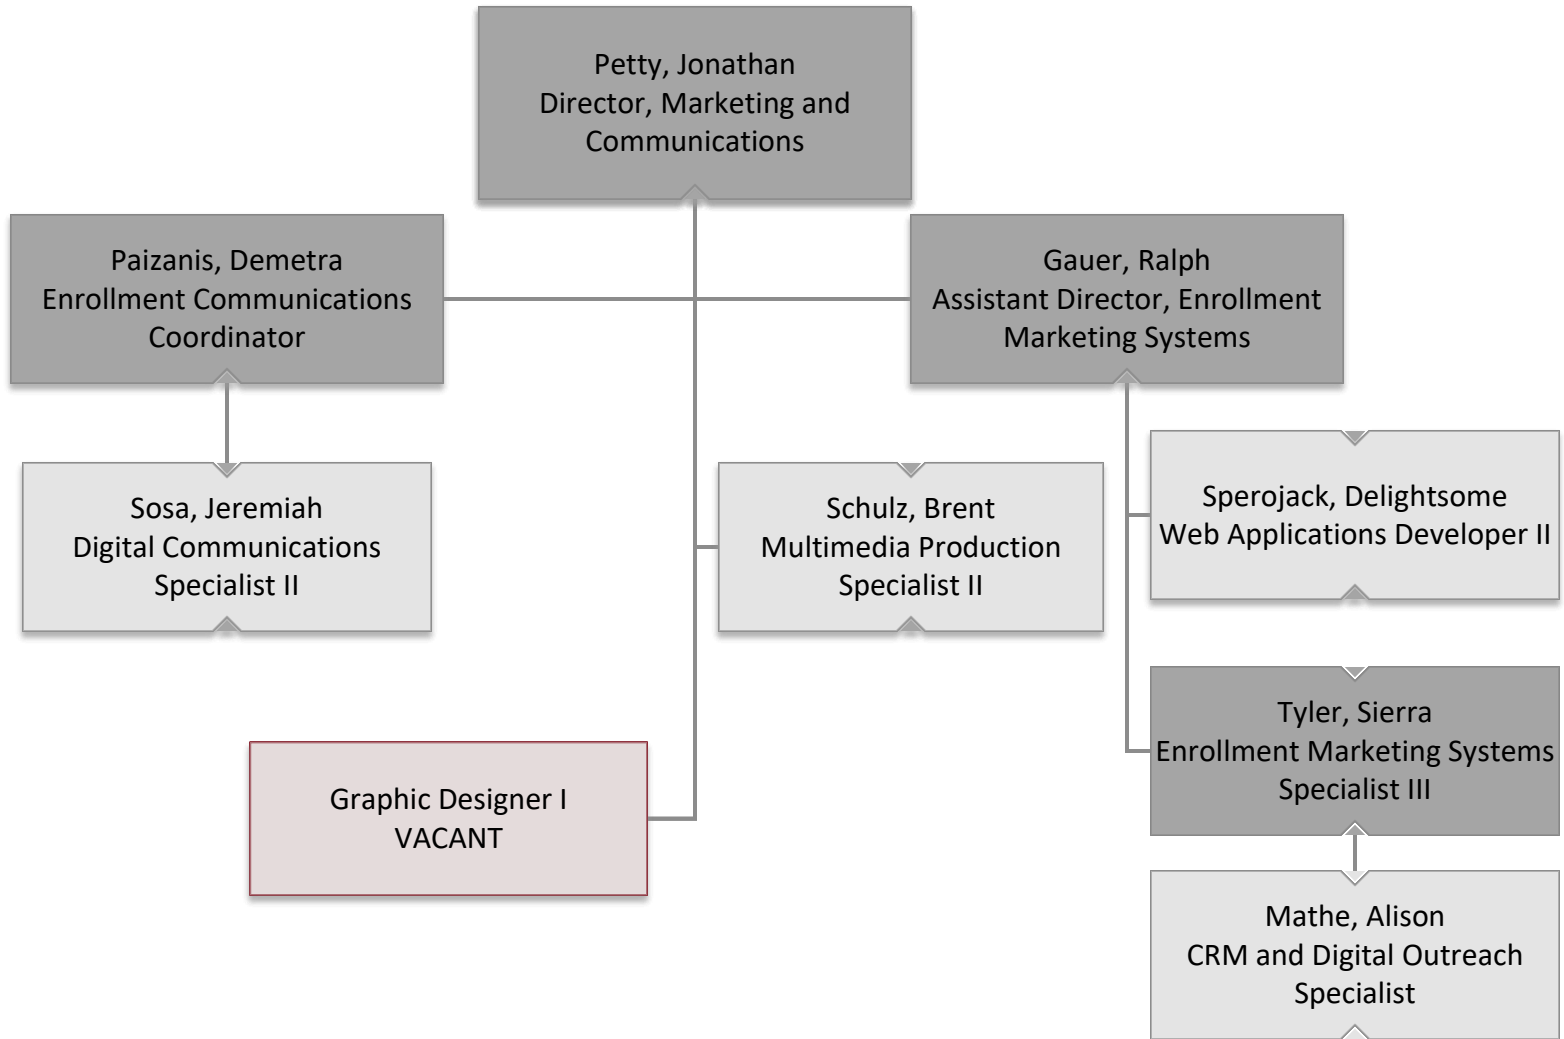 Petty, Jonathan
Director, Marketing and
Communications
Paizanis, Demetra
Enrollment Communications
Coordinator
Gauer, Ralph
Assistant Director, Enrollment
Marketing Systems
Sosa, Jeremiah
Digital Communications
Specialist II
Schulz, Brent
Multimedia Production
Specialist II
Sperojack, Delightsome
Web Applications Developer II
Tyler, Sierra
Enrollment Marketing Systems
Specialist III
Graphic Designer I
VACANT
Mathe, Alison
CRM and Digital Outreach
Specialist